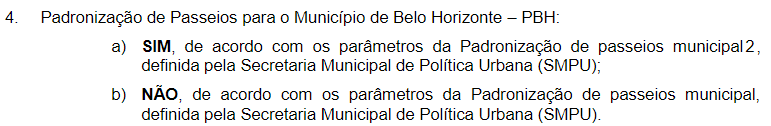 4. Padronização de Passeios para o Município de Belo Horizonte – PBH:
a) SIM, de acordo com os parâmetros da Padronização de passeios municipal2,
definida pela Secretaria Municipal de Política Urbana (SMPU);
b) NÃO, de acordo com os parâmetros da Padronização de passeios municipal,
definida pela Secretaria Municipal de Política Urbana (SMPU).